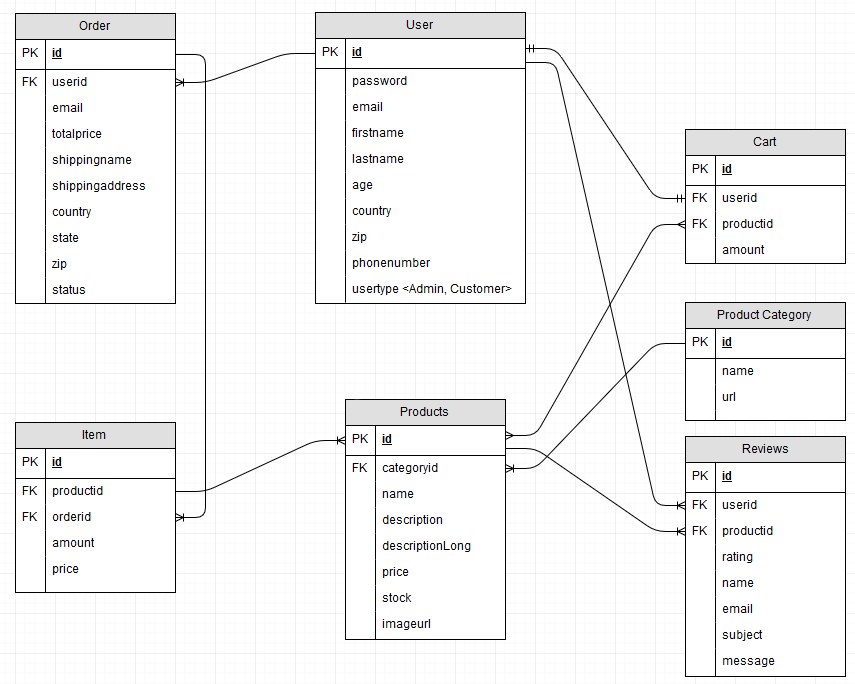 Order
PK id
FK userid
email
totalprice
shippingname
shippingaddress
country
state
zip
status
User
PK id
password
email
firstname
lastname
age
country
zip
phonenumber
usertype <Admin, Customer>
Cart
PK id
FK userid
FK productid
amount
Product Category
PK id
name
url
Item
PK id
FK productid
FK orderid
amount
price
Products
PK id
FK categoryid
name
description
descriptionLong
price
stock
imageurl
Reviews
PK id
FK userid
FK productid
rating
name
email
subject
message